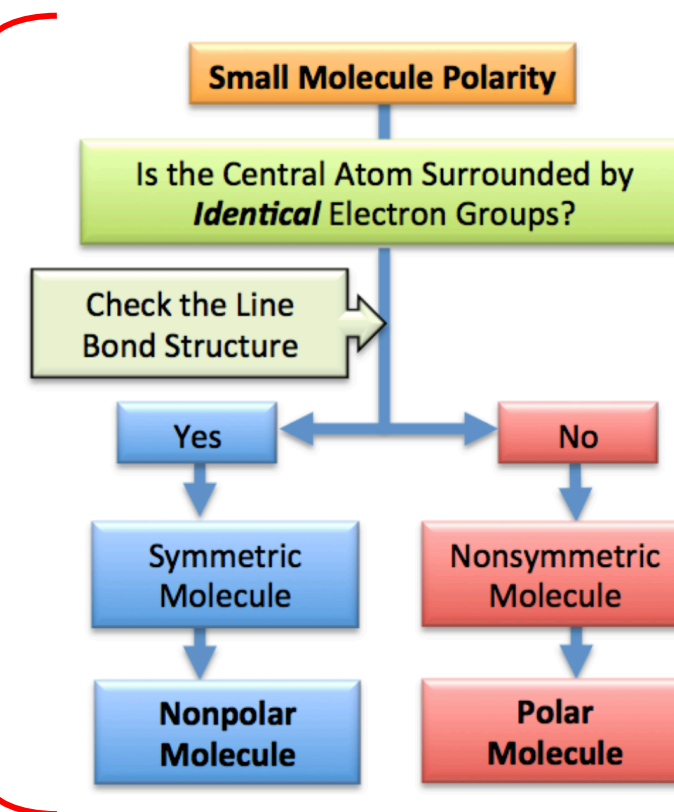 Small Molecule Polarity
Is the Central Atom Surrounded by
Identical Electron Groups?
Check the Line
Bond Structure
Yes
No
Symmetric
Molecule
Nonsymmetric
Molecule
Nonpolar
Molecule
Polar
Molecule